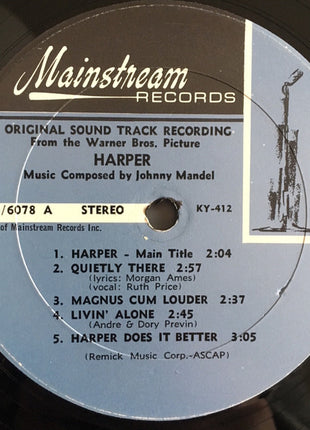 Mainstream
RECORDS
ORIGINAL SOUND TRACK RECORDING
From the Warner Bros. Picture
HARPER
Music Composed by Johnny Mandel
/6078 A STEREO KY-412
of Mainstream Records Inc.
1. HARPER - Main Title 2:04
2. QUIETLY THERE 2:57
(lyrics: Morgan Ames)
(vocal: Ruth Price)
3. MAGNUS CUM LOUDER 2:37
4. LIVIN' ALONE 2:45
(Andre & Dory Previn)
5. HARPER DOES IT BETTER 3:05
(Remick Music Corp.-ASCAP)